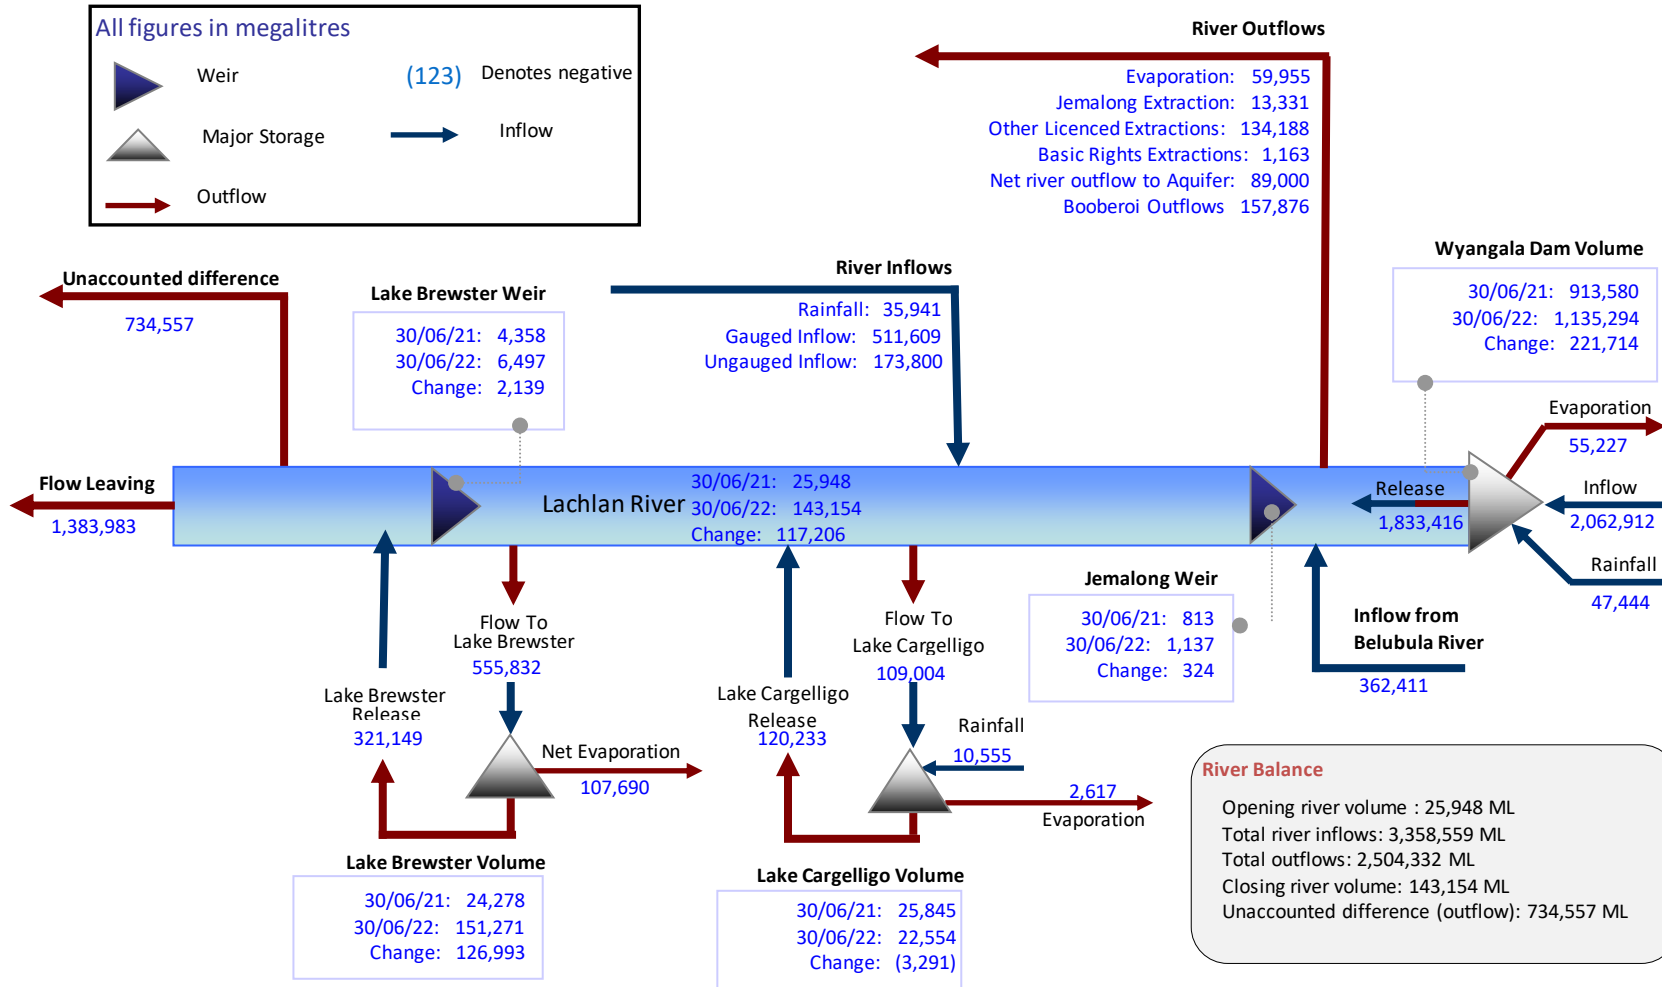 All figures in megalitres
Weir
(123) Denotes negative
Major Storage
Inflow
Outflow
River Outflows
Evaporation: 59,955
Jemalong Extraction: 13,331
Other Licenced Extractions: 134,188
Basic Rights Extractions: 1,163
Net river outflow to Aquifer: 89,000
Booberoi Outflows 157,876
Wyangala Dam Volume
30/06/21: 913,580
30/06/22: 1,135,294
Change: 221,714
Unaccounted difference
734,557
Lake Brewster Weir
30/06/21: 4,358
30/06/22: 6,497
Change: 2,139
River Inflows
Rainfall: 35,941
Gauged Inflow: 511,609
Ungauged Inflow: 173,800
Evaporation
55,227
Flow Leaving
1,383,983
Lachlan River
30/06/21: 25,948
30/06/22: 143,154
Change: 117,206
Release
1,833,416
Inflow
2,062,912
Rainfall
47,444
Flow To
Lake Brewster
555,832
Flow To
Lake Cargelligo
109,004
Jemalong Weir
30/06/21: 813
30/06/22: 1,137
Change: 324
Inflow from
Belubula River
362,411
Lake Brewster
Release
321,149
Lake Cargelligo
Release
120,233
Net Evaporation
107,690
Rainfall
10,555
2,617
Evaporation
Lake Brewster Volume
30/06/21: 24,278
30/06/22: 151,271
Change: 126,993
Lake Cargelligo Volume
30/06/21: 25,845
30/06/22: 22,554
Change: (3,291)
River Balance
Opening river volume : 25,948 ML
Total river inflows: 3,358,559 ML
Total outflows: 2,504,332 ML
Closing river volume: 143,154 ML
Unaccounted difference (outflow): 734,557 ML